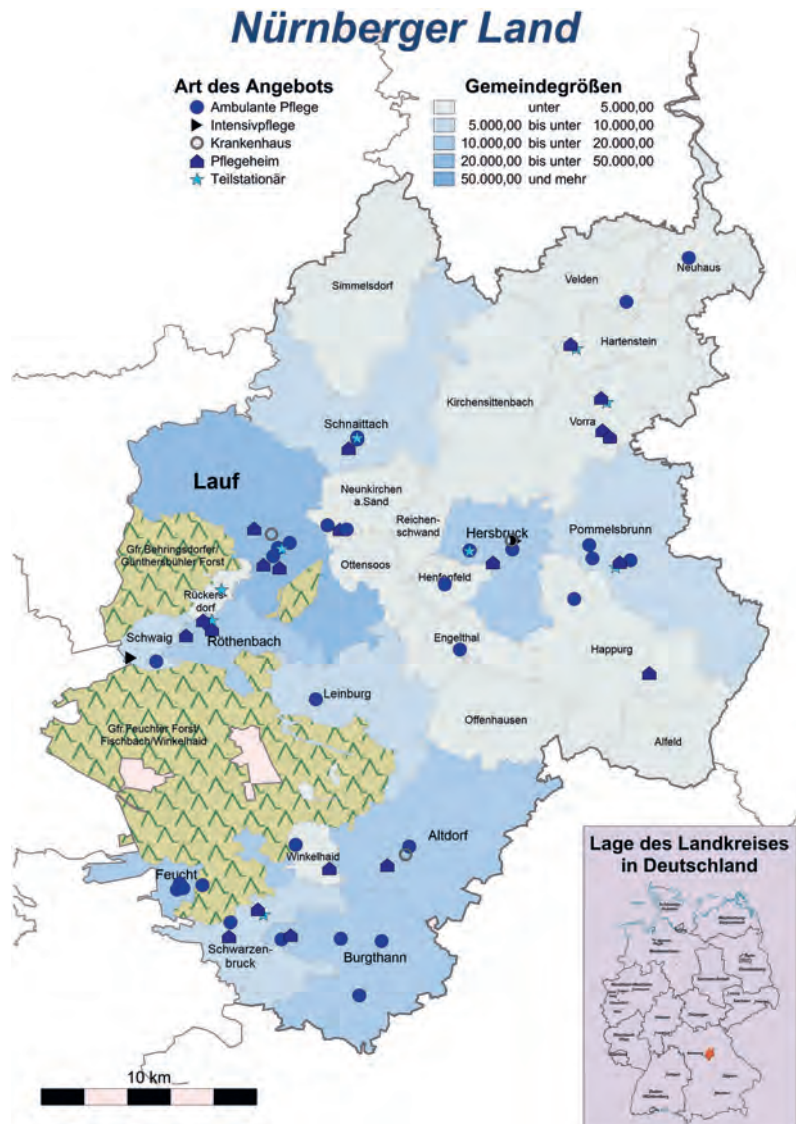 Nürnberger Land
Art des Angebots
Ambulante Pflege
Intensivpflege
Krankenhaus
Pflegeheim
Teilstationär
Gemeindegrößen
unter 5.000,00
5.000,00 bis unter 10.000,00
10.000,00 bis unter 20.000,00
20.000,00 bis unter 50.000,00
50.000,00 und mehr
Neuhaus
Velden
Simmelsdorf
Hartenstein
Kirchensittenbach
Vorra
Schnaittach
Lauf
Neunkirchen
a.Sand
Reichen-
schwand
Hersbruck
Pommelsbrunn
Gfr.Behringsdorfer/
Günthersbühler Forst
Ottensoos
Henfenfeld
Rückers-
dorf
Schwaig
Röthenbach
Engelthal
Happurg
Leinburg
Offenhausen
Alfeld
Gfr.Feuchter Forst/
Fischbach/Winkelhaid
Altdorf
Winkelhaid
Feucht
Schwarzen-
bruck
Burgthann
10 km
Lage des Landkreises
in Deutschland